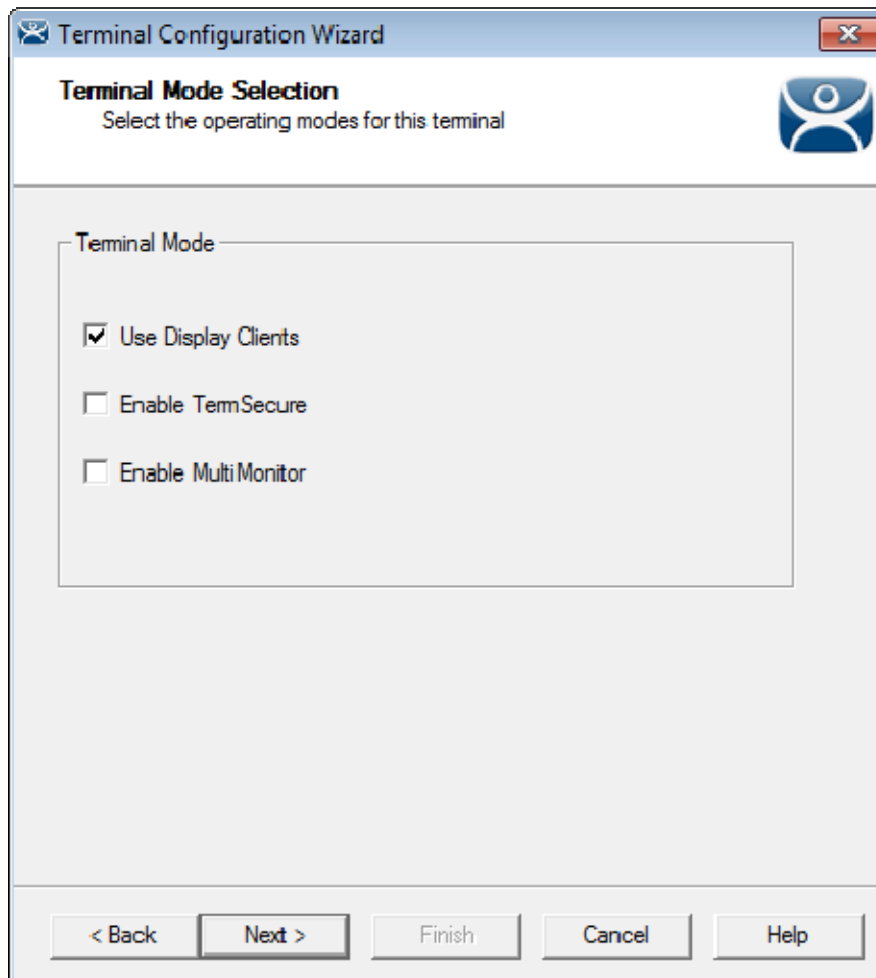 Terminal Configuration Wizard
Terminal Mode Selection
Select the operating modes for this terminal
Terminal Mode
Use Display Clients
Enable TermSecure
Enable MultiMonitor
< Back Next > Finish Cancel Help